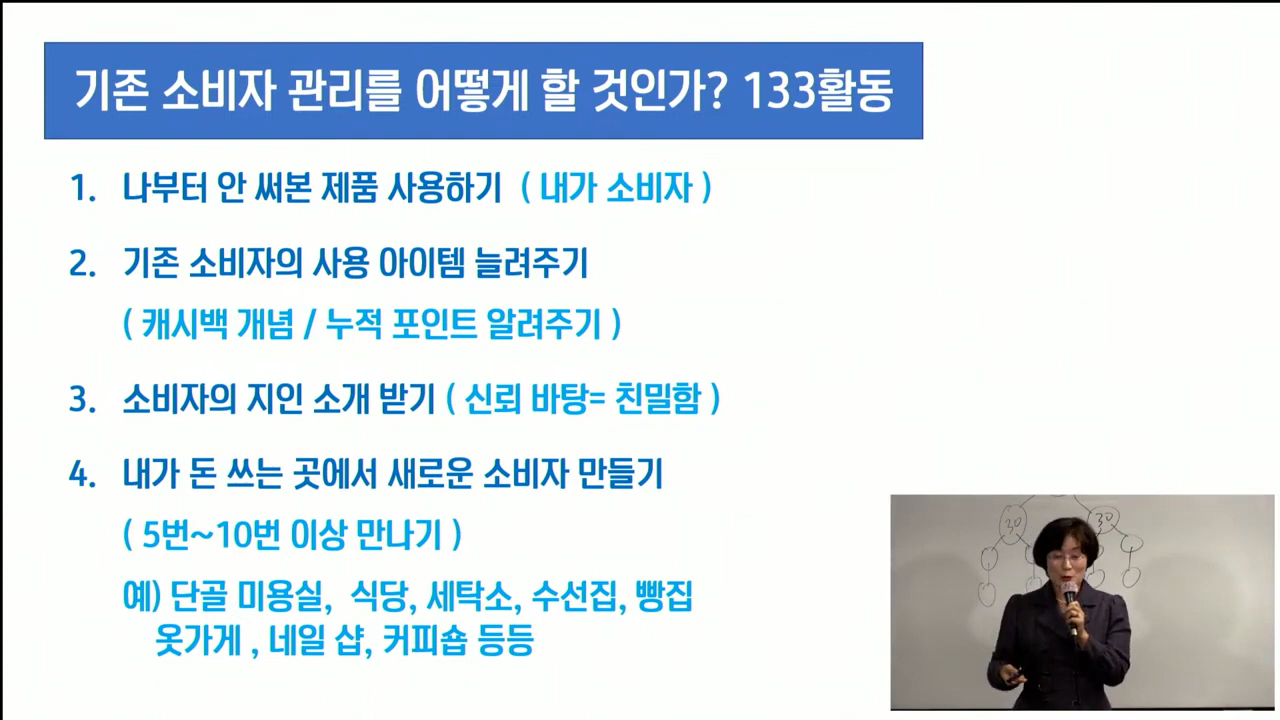 기존 소비자 관리를 어떻게 할 것인가? 133활동
1. 나부터 안 써본 제품 사용하기 ( 내가 소비자 )
2. 기존 소비자의 사용 아이템 늘려주기
( 캐시백 개념 / 누적 포인트 알려주기 )
3. 소비자의 지인 소개 받기 ( 신뢰 바탕= 친밀함 )
4. 내가 돈 쓰는 곳에서 새로운 소비자 만들기
( 5번~10번 이상 만나기 )
예) 단골 미용실, 식당, 세탁소, 수선집, 빵집
옷가게 , 네일 샵, 커피숍 등등
30 30